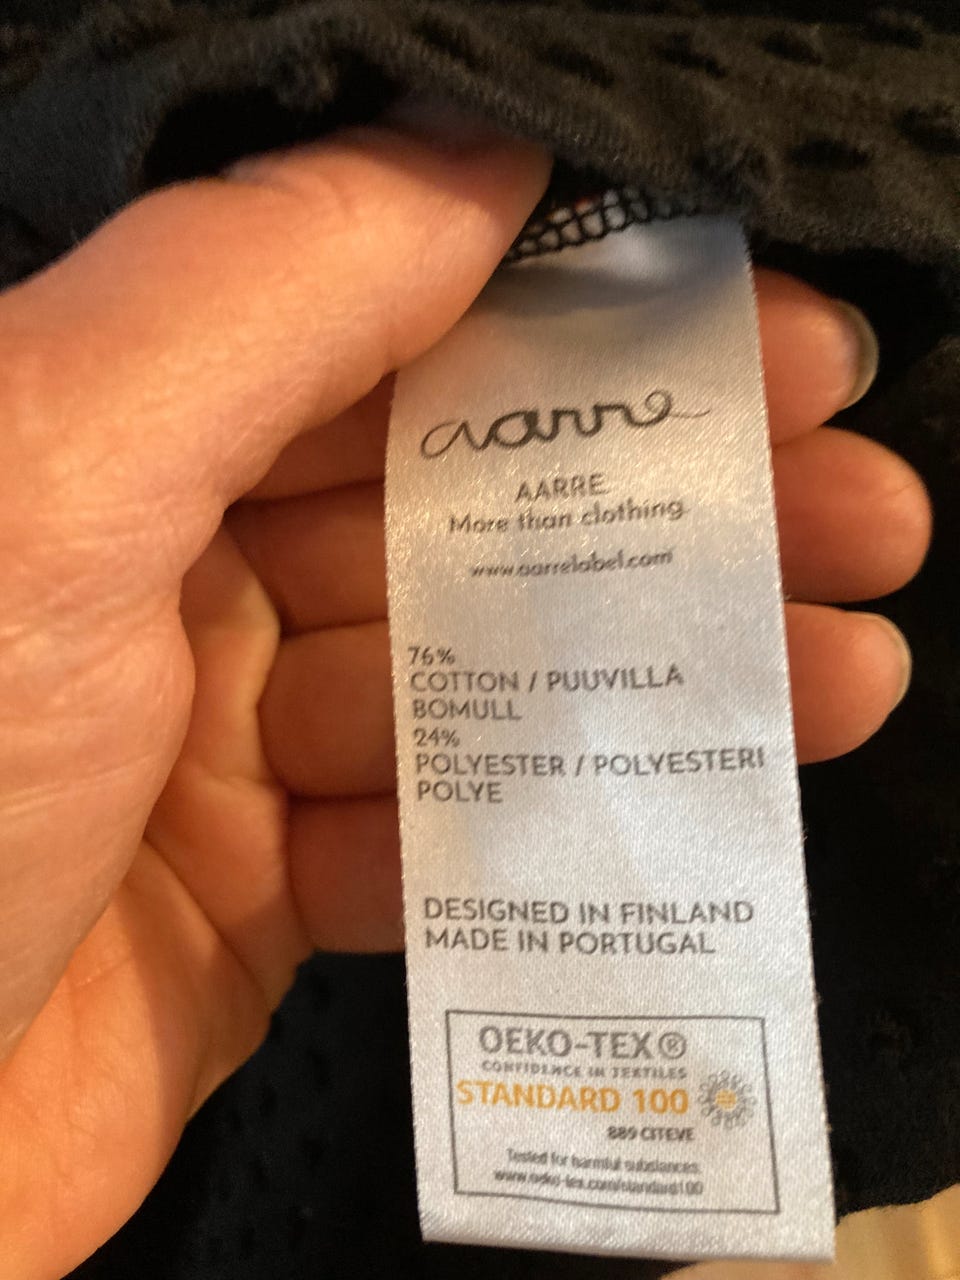 aarre
AARRE
More than clothing
www.aarrelabel.com
76%
COTTON / PUUVILLA
BOMULL
24%
POLYESTER / POLYESTERI
POLYE
DESIGNED IN FINLAND
MADE IN PORTUGAL
OEKO-TEX®
CONFIDENCE IN TEXTILES
STANDARD 100
889 CITEVE
Tested for harmful substances.
www.oeko-tex.com/standard100